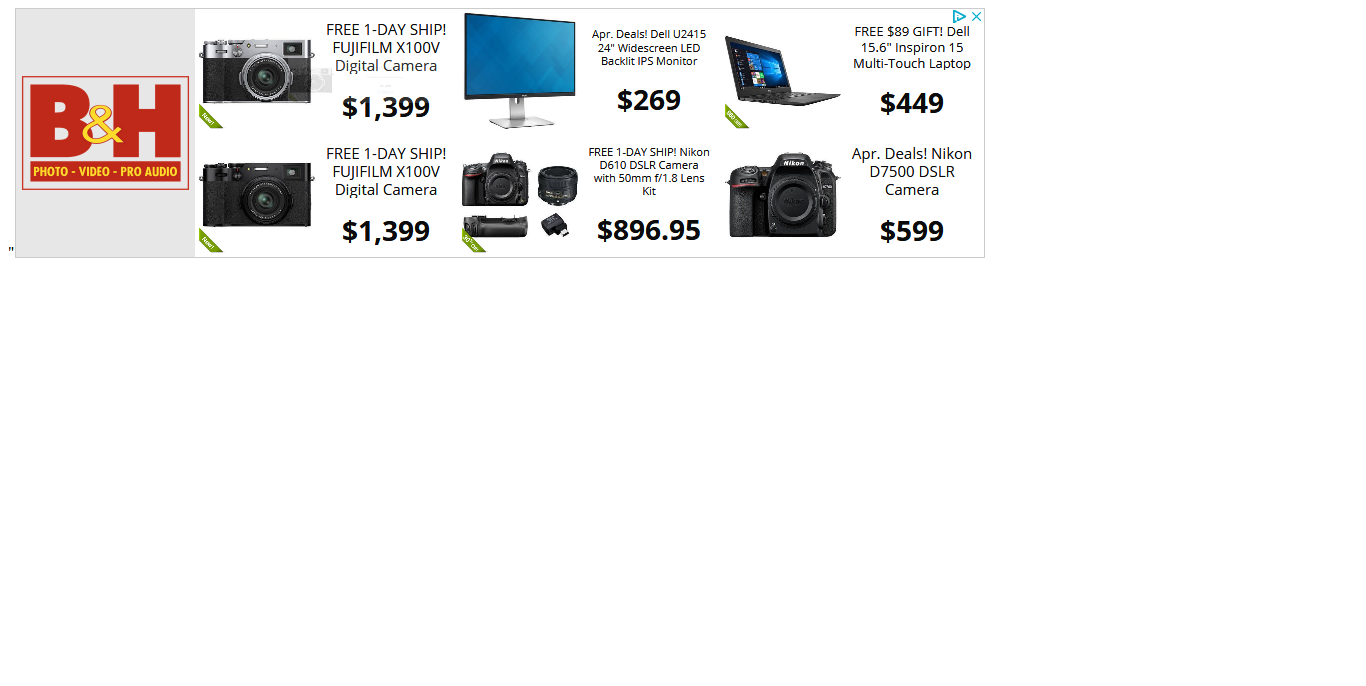 B&H
PHOTO - VIDEO - PRO AUDIO
FREE 1-DAY SHIP!
FUJIFILM X100V
Digital Camera
$1,399
Apr. Deals! Dell U2415
24" Widescreen LED
Backlit IPS Monitor
$269
FREE $89 GIFT! Dell
15.6" Inspiron 15
Multi-Touch Laptop
$449
New!
FREE 1-DAY SHIP!
FUJIFILM X100V
Digital Camera
$1,399
New!
FREE 1-DAY SHIP! Nikon
D610 DSLR Camera
with 50mm f/1.8 Lens
Kit
$896.95
Nikon
Apr. Deals! Nikon
D7500 DSLR
Camera
$599
"